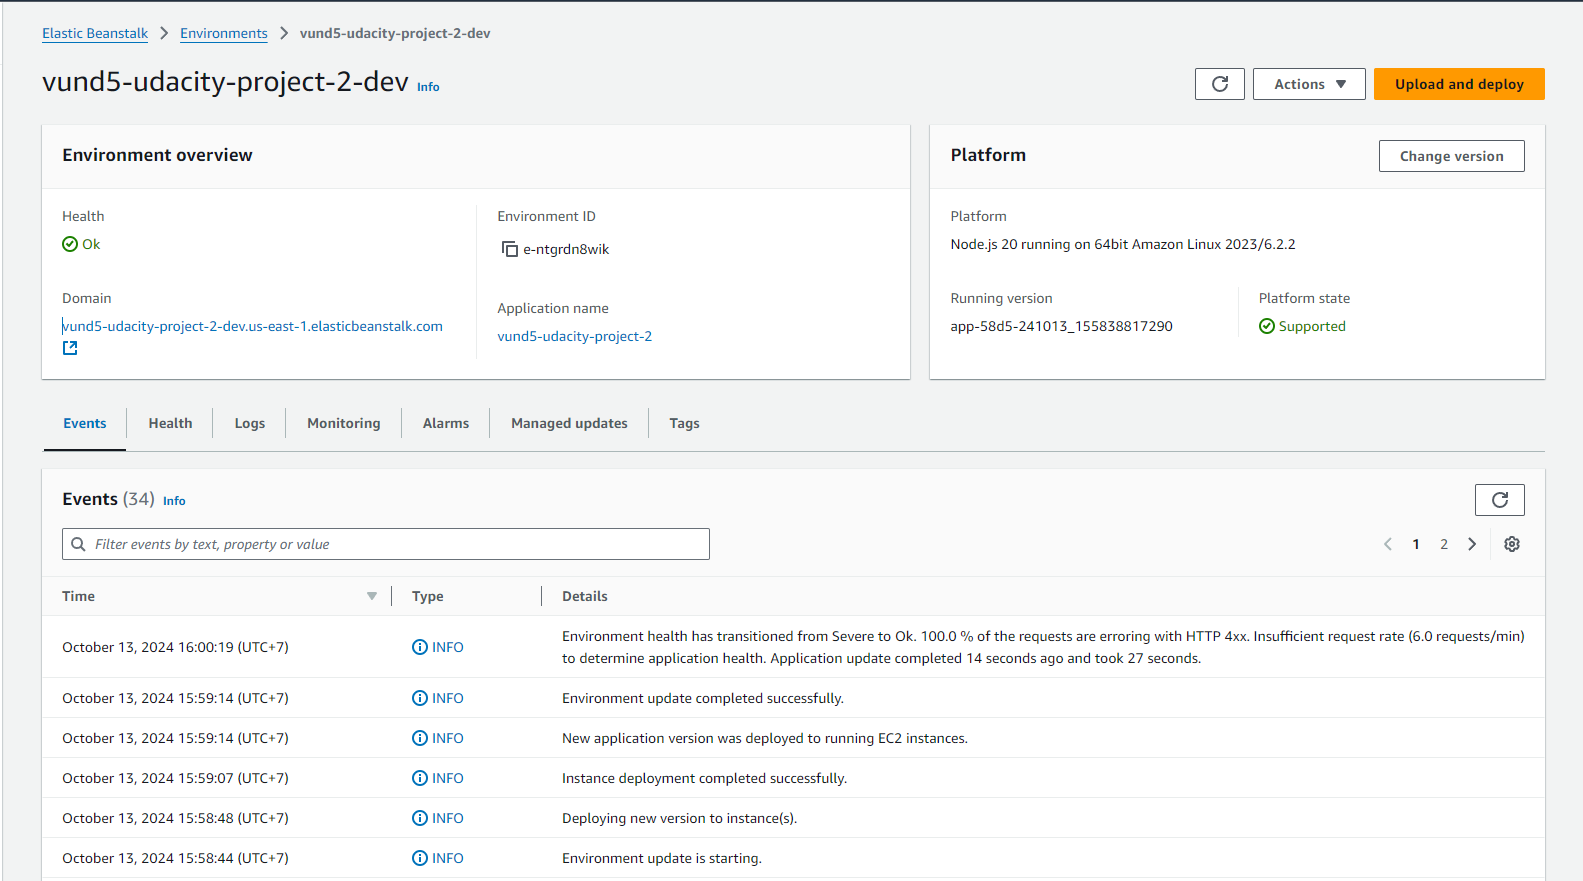 Elastic Beanstalk > Environments > vund5-udacity-project-2-dev
vund5-udacity-project-2-dev Info
Actions
Upload and deploy
Environment overview
Health
Ok
Environment ID
e-ntgrdn8wik
Domain
vund5-udacity-project-2-dev.us-east-1.elasticbeanstalk.com
Application name
vund5-udacity-project-2
Platform
Change version
Platform
Node.js 20 running on 64bit Amazon Linux 2023/6.2.2
Running version
app-58d5-241013_155838817290
Platform state
Supported
Events Health Logs Monitoring Alarms Managed updates Tags
Events (34) Info
Filter events by text, property or value
1 2
Time Type Details
October 13, 2024 16:00:19 (UTC+7) INFO Environment health has transitioned from Severe to Ok. 100.0 % of the requests are erroring with HTTP 4xx. Insufficient request rate (6.0 requests/min)
to determine application health. Application update completed 14 seconds ago and took 27 seconds.
October 13, 2024 15:59:14 (UTC+7) INFO Environment update completed successfully.
October 13, 2024 15:59:14 (UTC+7) INFO New application version was deployed to running EC2 instances.
October 13, 2024 15:59:07 (UTC+7) INFO Instance deployment completed successfully.
October 13, 2024 15:58:48 (UTC+7) INFO Deploying new version to instance(s).
October 13, 2024 15:58:44 (UTC+7) INFO Environment update is starting.